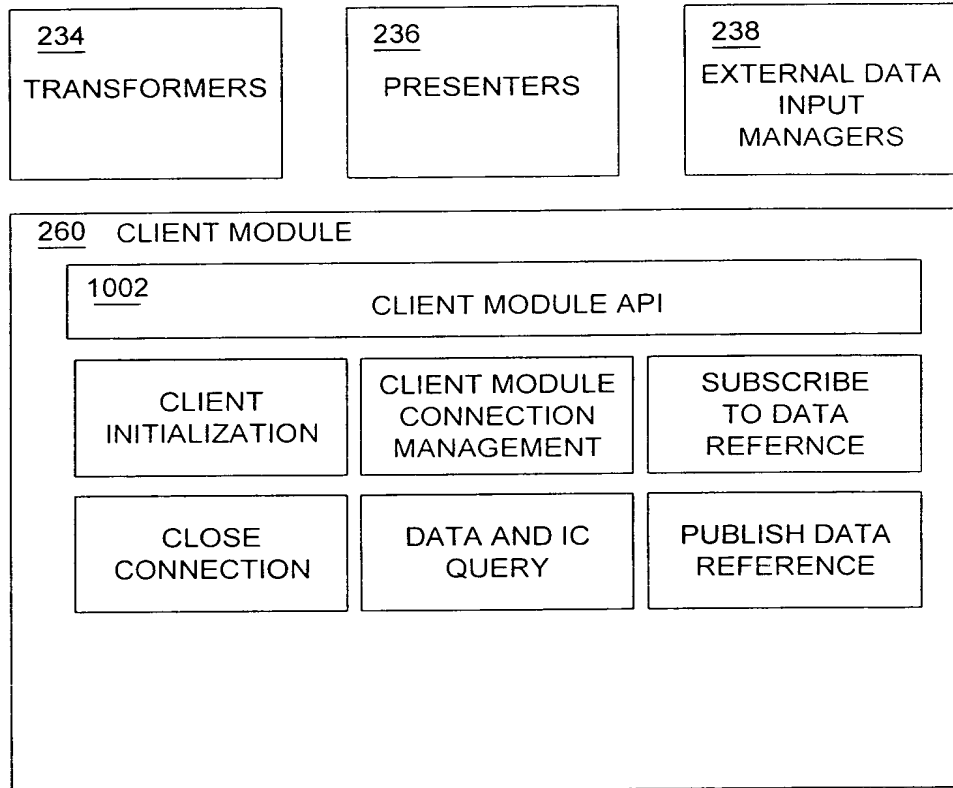 234
TRANSFORMERS
236
PRESENTERS
238
EXTERNAL DATA
INPUT
MANAGERS
260 CLIENT MODULE
1002
CLIENT MODULE API
CLIENT
INITIALIZATION
CLIENT MODULE
CONNECTION
MANAGEMENT
SUBSCRIBE
TO DATA
REFERNCE
CLOSE
CONNECTION
DATA AND IC
QUERY
PUBLISH DATA
REFERENCE